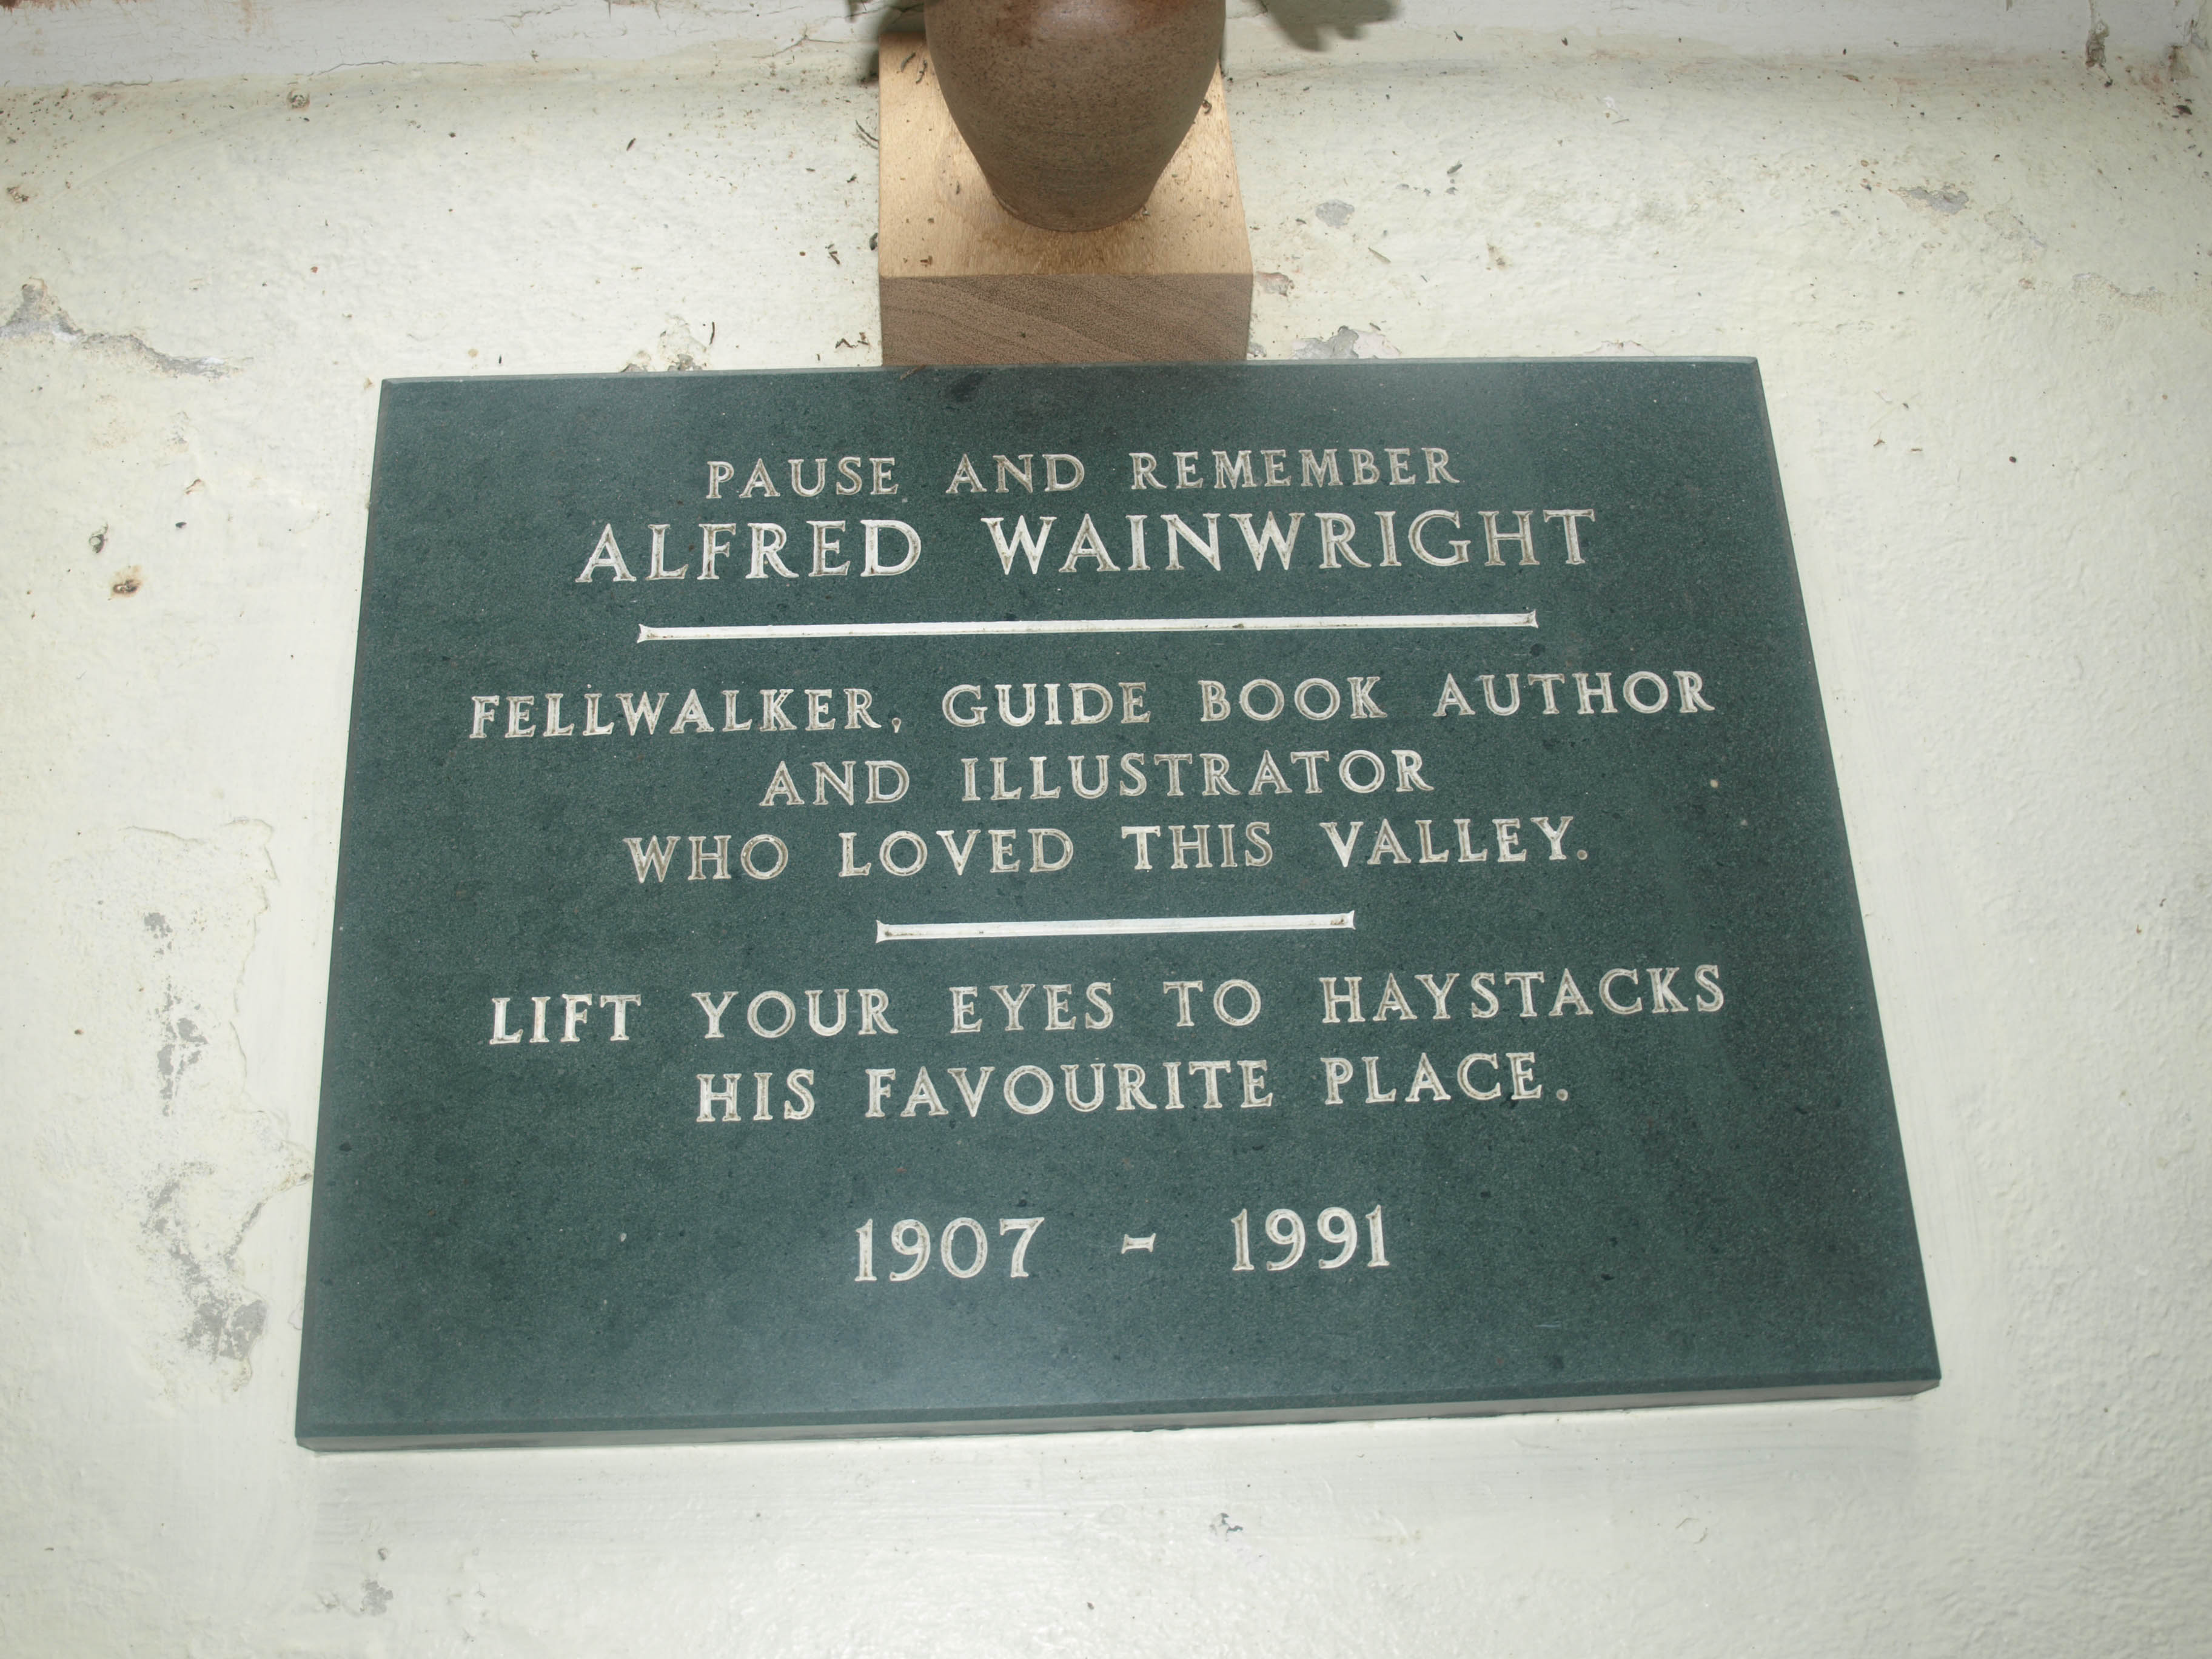 PAUSE AND REMEMBER
ALFRED WAINWRIGHT
FELLWALKER, GUIDE BOOK AUTHOR
AND ILLUSTRATOR
WHO LOVED THIS VALLEY.
LIFT YOUR EYES TO HAYSTACKS
HIS FAVOURITE PLACE.
1907 - 1991